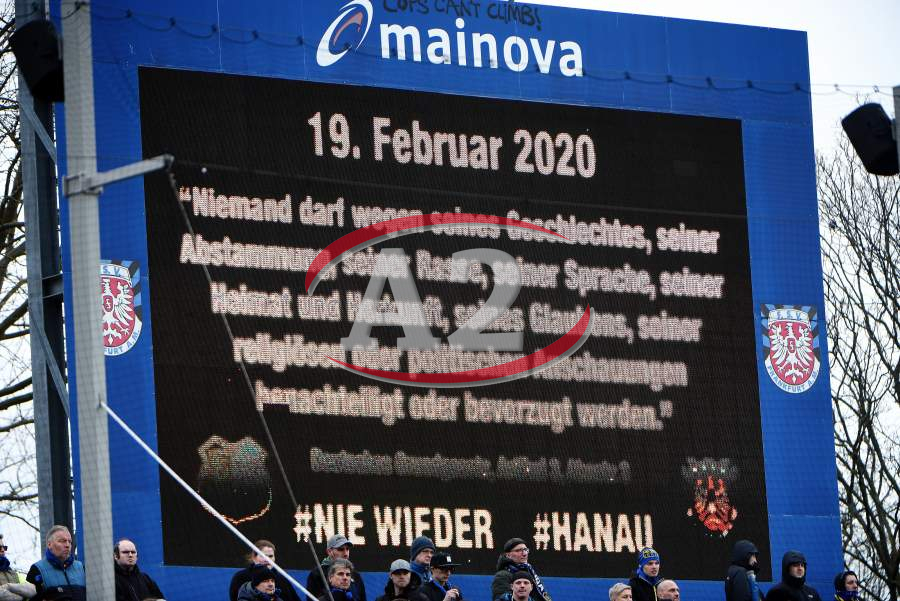 COPS CAN'T CLIMB!
mainova
19. Februar 2020
“Niemand darf wegen seines Geschlechtes, seiner
Abstammung, seiner Rasse, seiner Sprache, seiner
Heimat und Herkunft, seines Glaubens, seiner
religiösen oder politischen Anschauungen
benachteiligt oder bevorzugt werden.”
#NIE WIEDER #HANAU
A2
F.S.V.
FRANKFURT A.M.